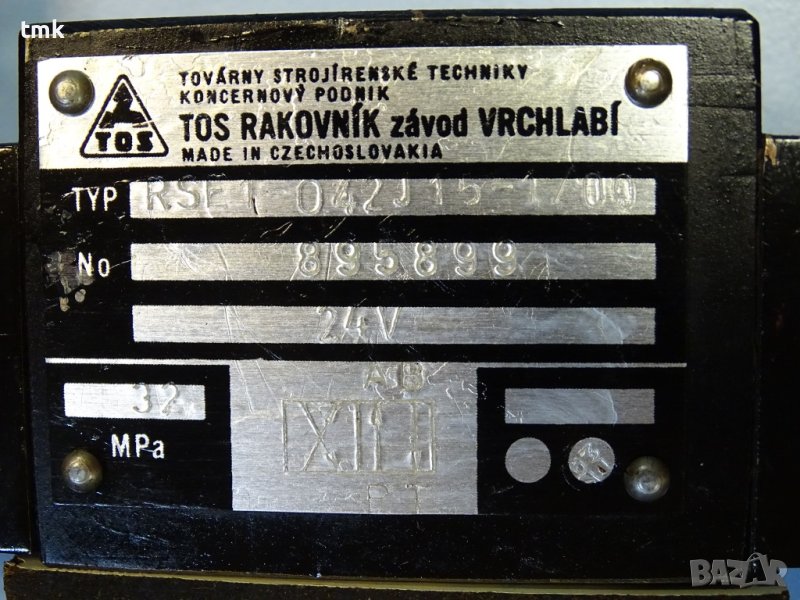 tmk
TOVÁRNY STROJÍRENSKÉ TECHNIKY
KONCERNOVÝ PODNIK
TOS
TOS RAKOVNÍK závod VRCHLABÍ
MADE IN CZECHOSLOVAKIA
TYP RSE1 042J15-1/00
No 895899
24V
32
MPa
A B
P T
BAZAR